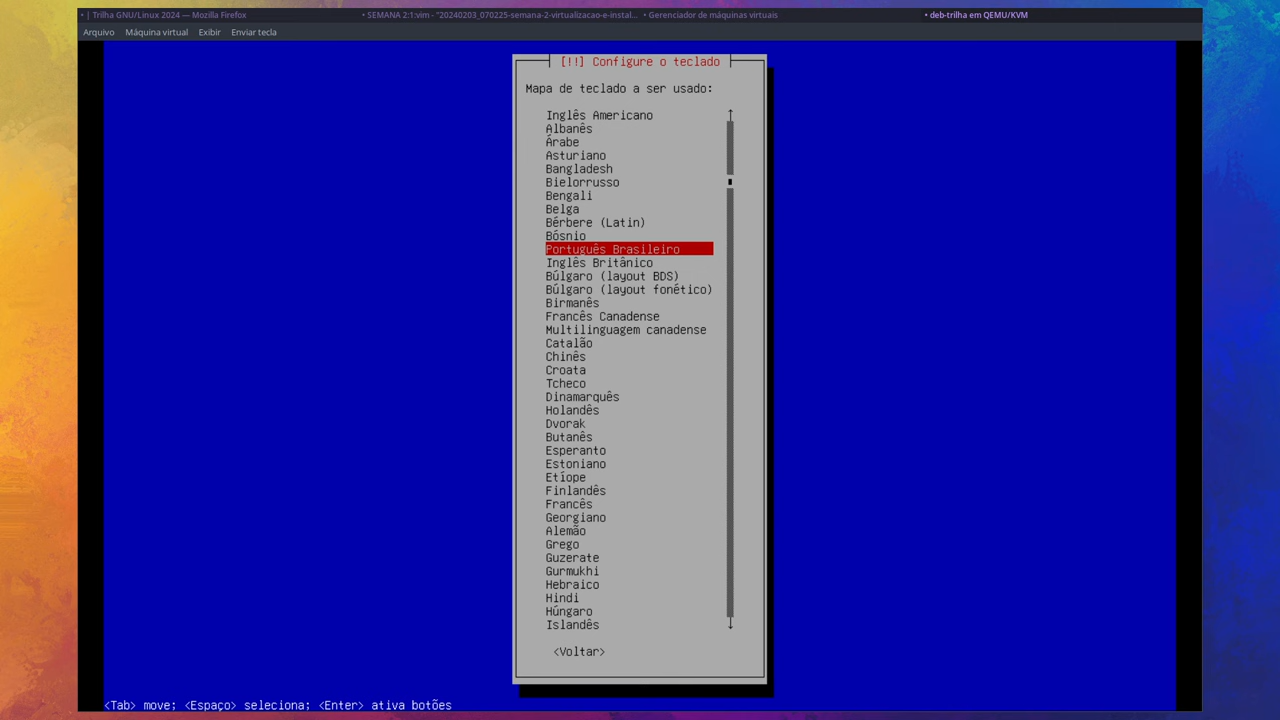 • | Trilha GNU/Linux 2024 — Mozilla Firefox
• SEMANA 2:1:vim - "20240203_070225-semana-2-virtualizacao-e-instal...
• Gerenciador de máquinas virtuais
• deb-trilha em QEMU/KVM
Arquivo Máquina virtual Exibir Enviar tecla
[!!] Configure o teclado
Mapa de teclado a ser usado:
Inglês Americano
Albanês
Árabe
Asturiano
Bangladesh
Bielorrusso
Bengali
Belga
Bérbere (Latin)
Bósnio
Português Brasileiro
Inglês Britânico
Búlgaro (layout BDS)
Búlgaro (layout fonético)
Birmanês
Francês Canadense
Multilinguagem canadense
Catalão
Chinês
Croata
Tcheco
Dinamarquês
Holandês
Dvorak
Butanês
Esperanto
Estoniano
Etíope
Finlandês
Francês
Georgiano
Alemão
Grego
Guzerate
Gurmukhi
Hebraico
Hindi
Húngaro
Islandês
<Voltar>
<Tab> move; <Espaço> seleciona; <Enter> ativa botões